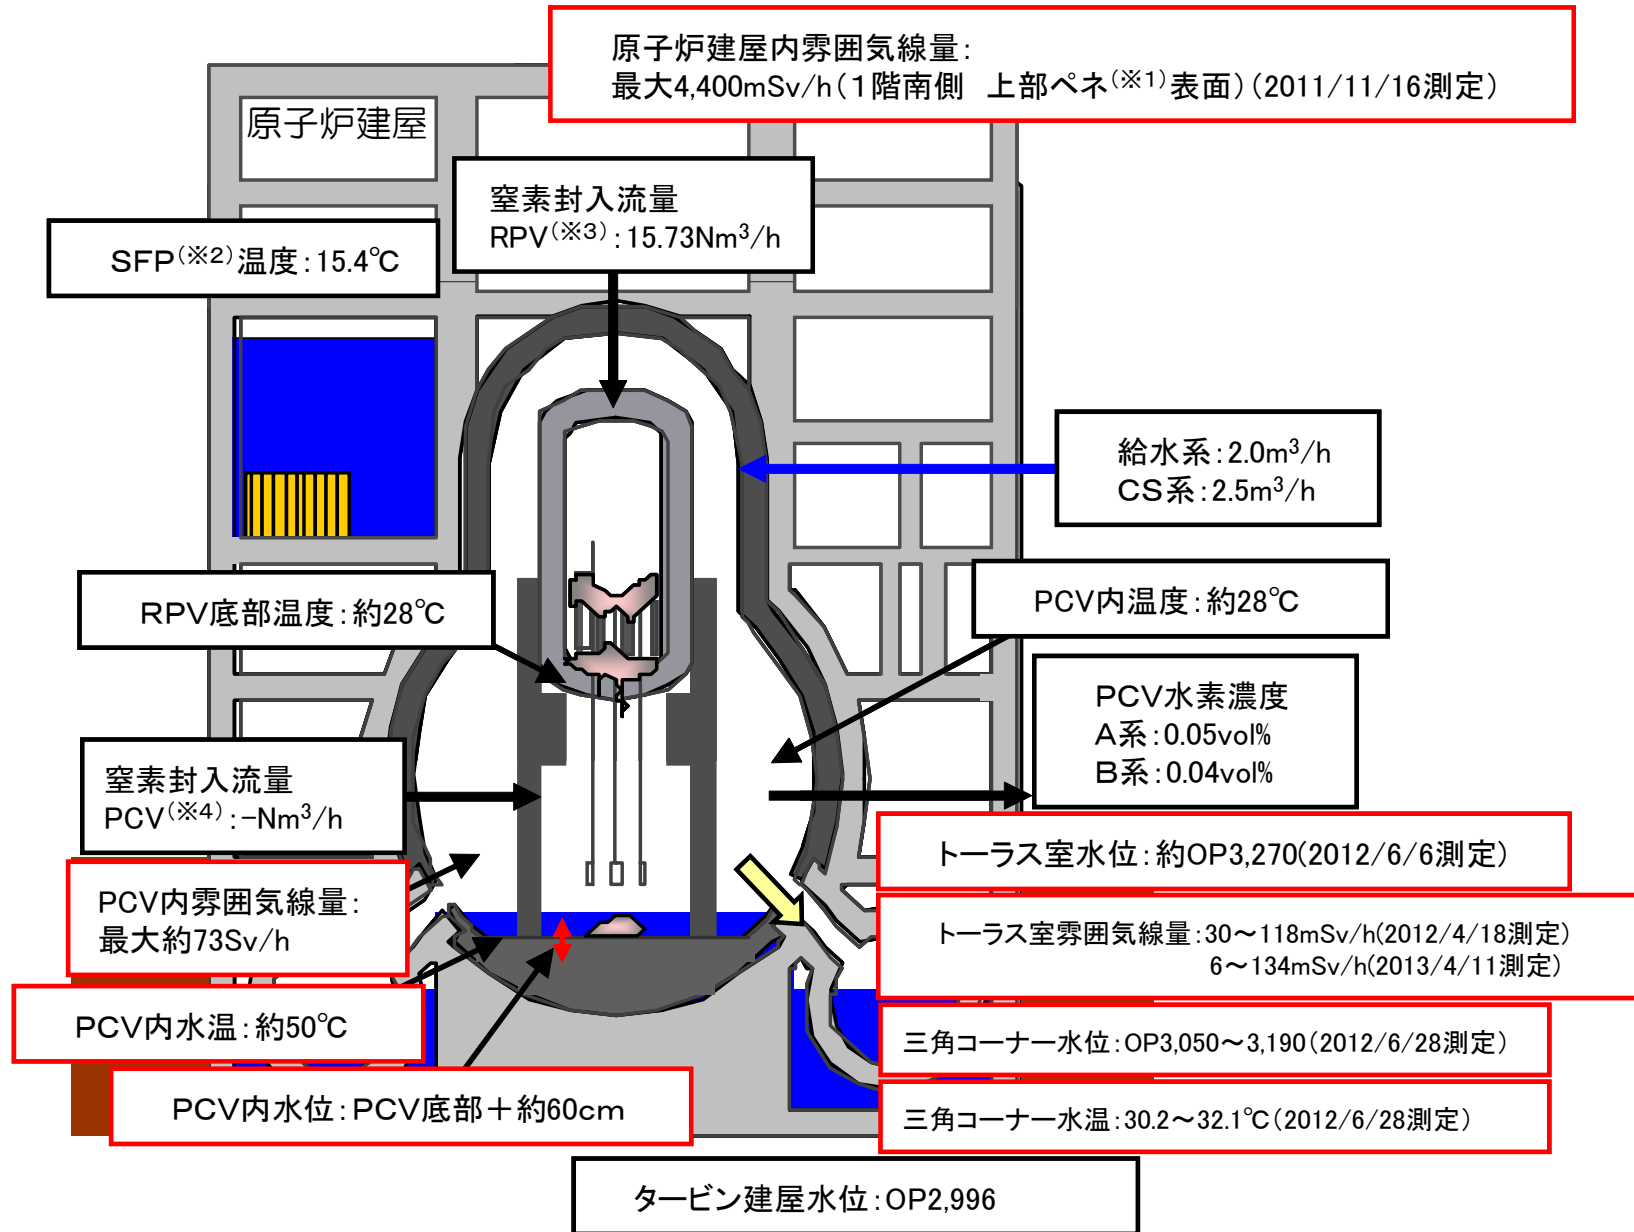 原子炉建屋内雰囲気線量：
最大4,400mSv/h（1階南側　上部ペネ(※1)表面）（2011/11/16測定）
原子炉建屋
窒素封入流量
RPV(※3)：15.73Nm³/h
SFP(※2)温度：15.4℃
給水系：2.0m³/h
CS系：2.5m³/h
RPV底部温度：約28℃
PCV内温度：約28℃
PCV水素濃度
A系：0.05vol%
B系：0.04vol%
窒素封入流量
PCV(※4)：-Nm³/h
トーラス室水位：約OP3,270(2012/6/6測定）
PCV内雰囲気線量：
最大約73Sv/h
トーラス室雰囲気線量：30～118mSv/h(2012/4/18測定）
6～134mSv/h(2013/4/11測定）
PCV内水温：約50℃
三角コーナー水位：OP3,050～3,190（2012/6/28測定）
PCV内水位：PCV底部＋約60cm
三角コーナー水温：30.2～32.1℃（2012/6/28測定）
タービン建屋水位：OP2,996